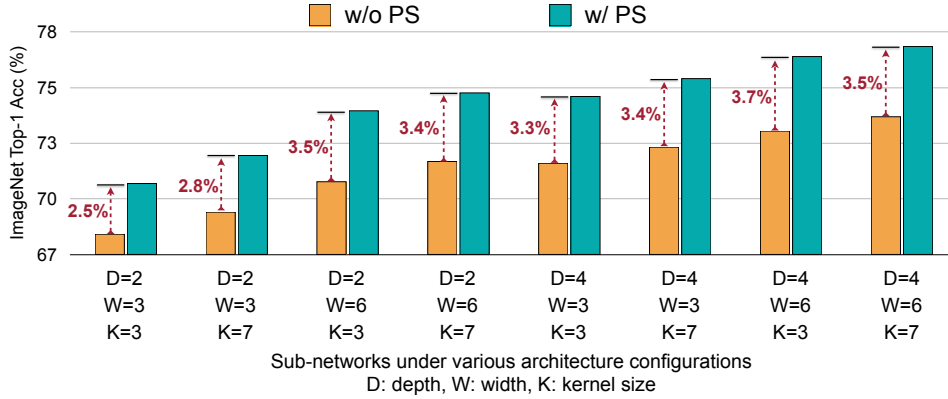 w/o PS
w/ PS
ImageNet Top-1 Acc (%)
78
75
73
70
67
2.5%
2.8%
3.5%
3.4%
3.3%
3.4%
3.7%
3.5%
D=2 D=2 D=2 D=2 D=4 D=4 D=4 D=4
W=3 W=3 W=6 W=6 W=3 W=3 W=6 W=6
K=3 K=7 K=3 K=7 K=3 K=7 K=3 K=7
Sub-networks under various architecture configurations
D: depth, W: width, K: kernel size